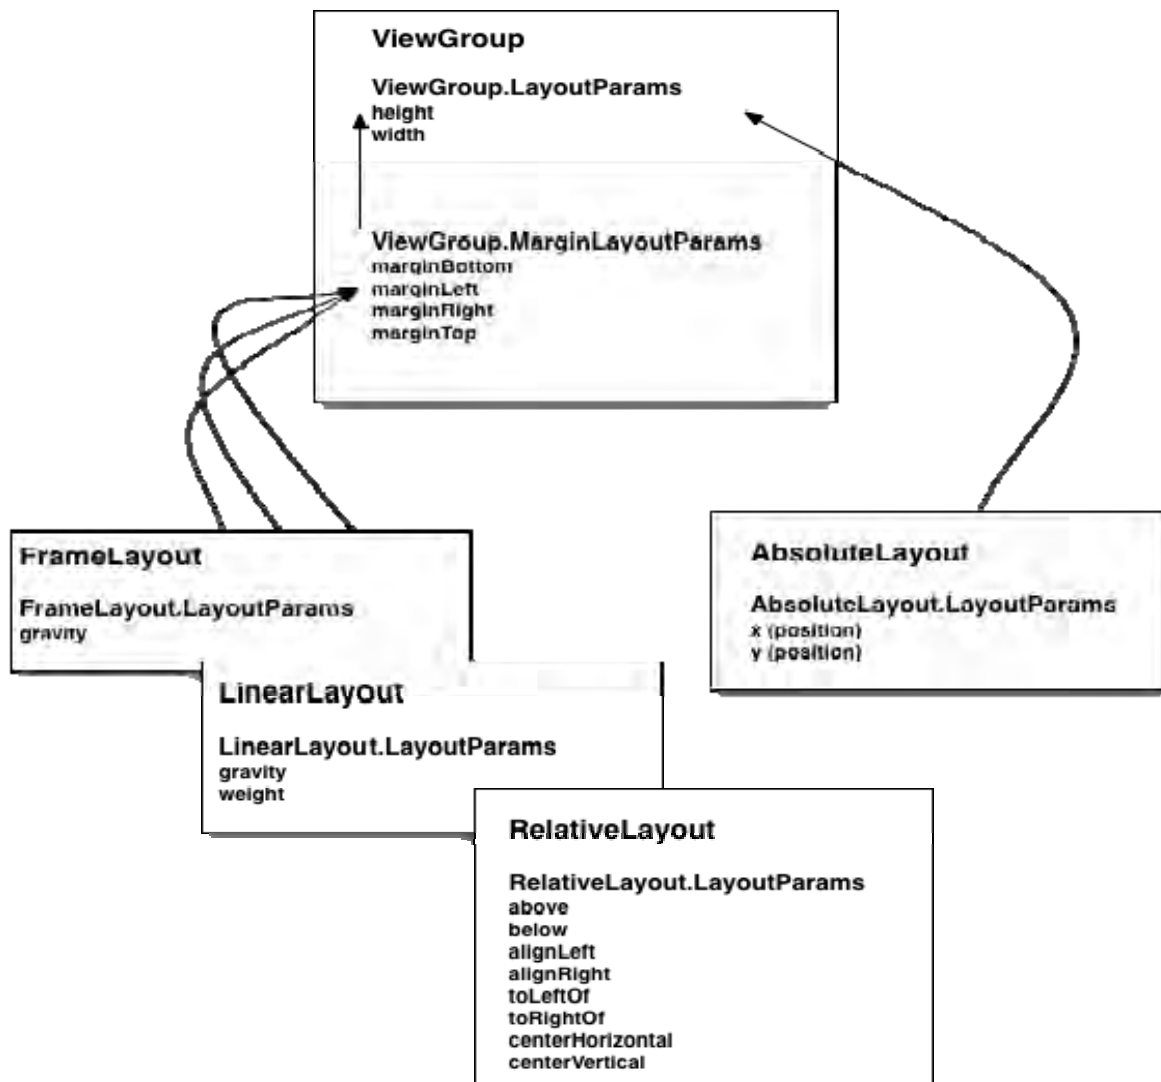 ViewGroup
ViewGroup.LayoutParams
height
width
ViewGroup.MarginLayoutParams
marginBottom
marginLeft
marginRight
marginTop
FrameLayout
FrameLayout.LayoutParams
gravity
AbsoluteLayout
AbsoluteLayout.LayoutParams
x (position)
y (position)
LinearLayout
LinearLayout.LayoutParams
gravity
weight
RelativeLayout
RelativeLayout.LayoutParams
above
below
alignLeft
alignRight
toLeftOf
toRightOf
centerHorizontal
centerVertical